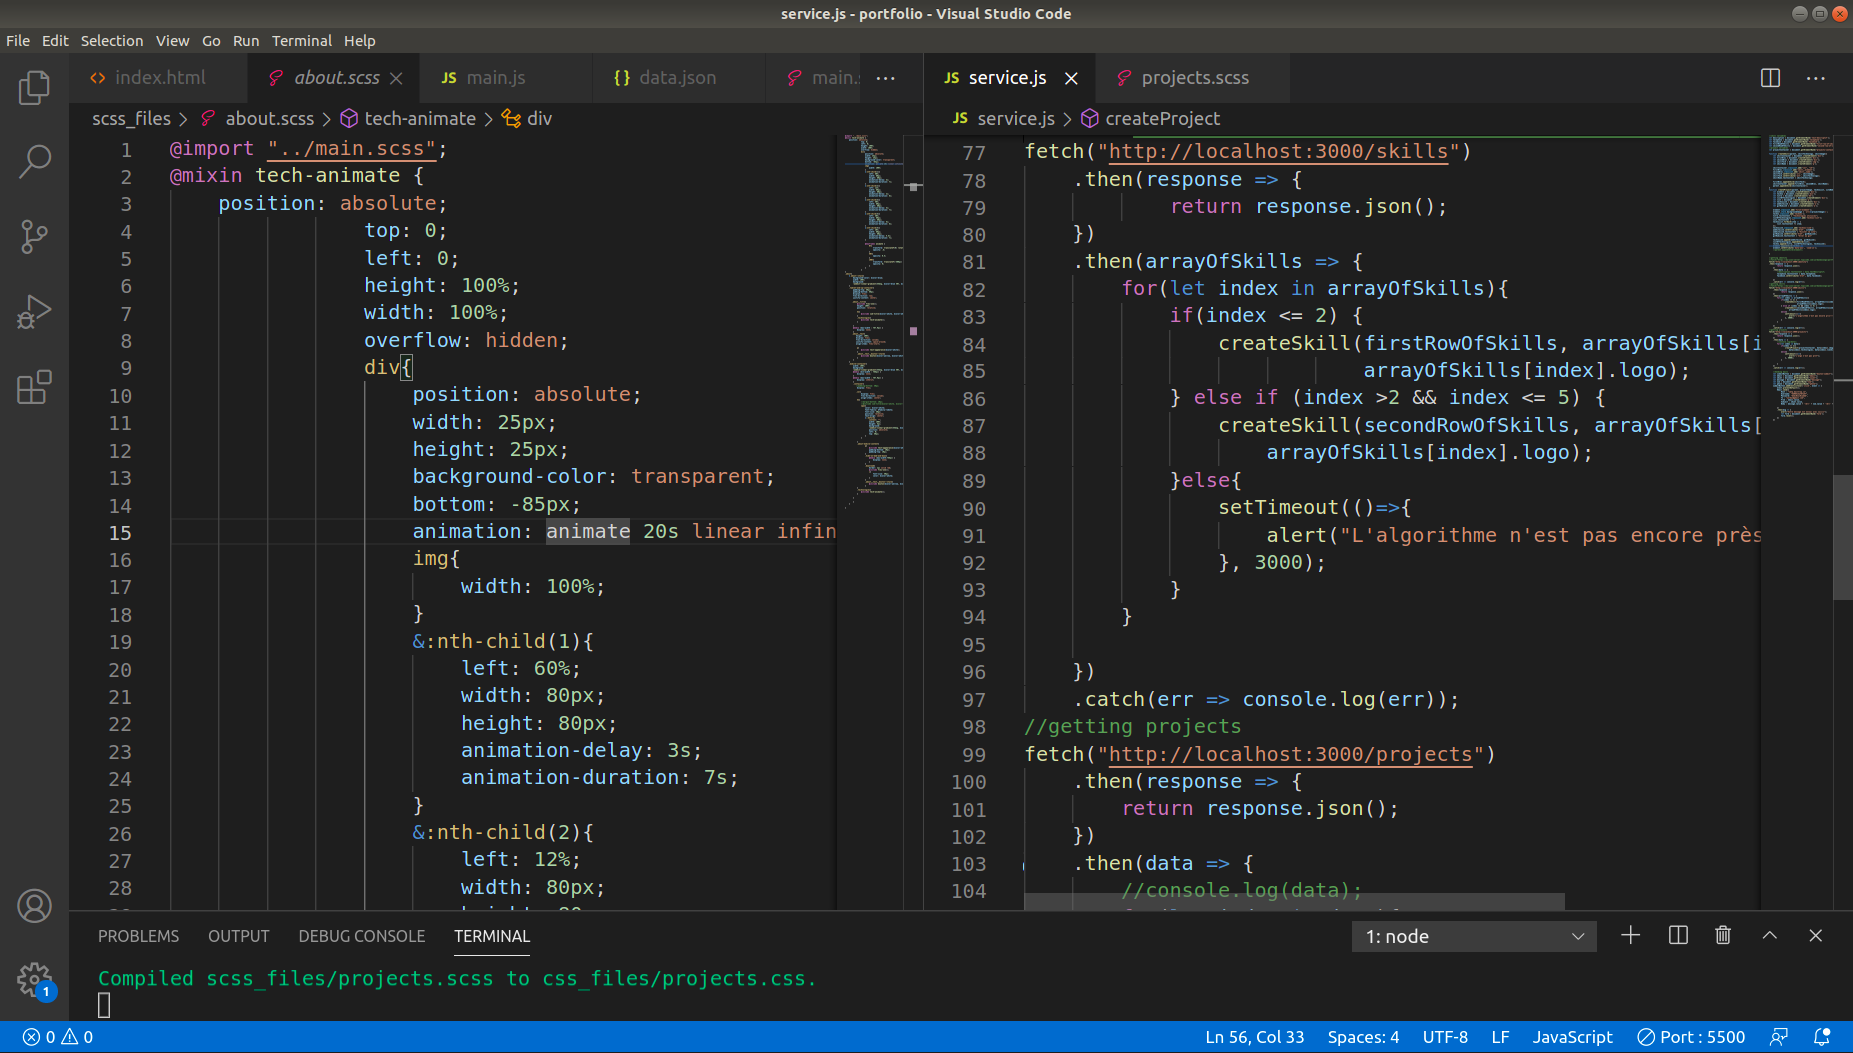 service.js - portfolio - Visual Studio Code
File Edit Selection View Go Run Terminal Help
index.html about.scss JS main.js {} data.json main.
scss_files > about.scss > tech-animate > div
1 @import "../main.scss";
2 @mixin tech-animate {
3 position: absolute;
4 top: 0;
5 left: 0;
6 height: 100%;
7 width: 100%;
8 overflow: hidden;
9 div{
10 position: absolute;
11 width: 25px;
12 height: 25px;
13 background-color: transparent;
14 bottom: -85px;
15 animation: animate 20s linear infin
16 img{
17 width: 100%;
18 }
19 &:nth-child(1){
20 left: 60%;
21 width: 80px;
22 height: 80px;
23 animation-delay: 3s;
24 animation-duration: 7s;
25 }
26 &:nth-child(2){
27 left: 12%;
28 width: 80px;
JS service.js projects.scss
JS service.js > createProject
77 fetch("http://localhost:3000/skills")
78 .then(response => {
79 return response.json();
80 })
81 .then(arrayOfSkills => {
82 for(let index in arrayOfSkills){
83 if(index <= 2) {
84 createSkill(firstRowOfSkills, arrayOfSkills[i
85 arrayOfSkills[index].logo);
86 } else if (index >2 && index <= 5) {
87 createSkill(secondRowOfSkills, arrayOfSkills[
88 arrayOfSkills[index].logo);
89 }else{
90 setTimeout(()=>{
91 alert("L'algorithme n'est pas encore près
92 }, 3000);
93 }
94 }
95
96 })
97 .catch(err => console.log(err));
98 //getting projects
99 fetch("http://localhost:3000/projects")
100 .then(response => {
101 return response.json();
102 })
103 .then(data => {
104 //console.log(data);
PROBLEMS OUTPUT DEBUG CONSOLE TERMINAL 1: node
Compiled scss_files/projects.scss to css_files/projects.css.
1
0 0 Ln 56, Col 33 Spaces: 4 UTF-8 LF JavaScript Port : 5500